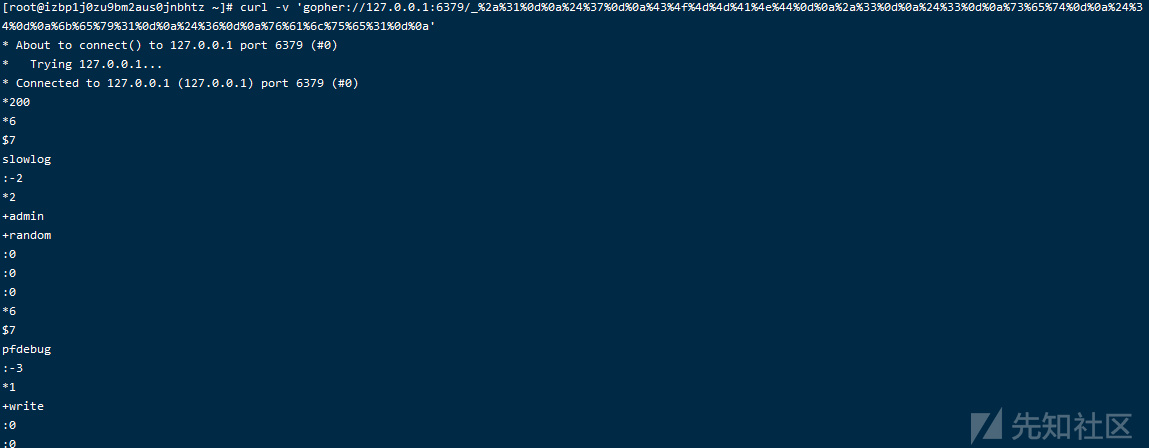 [root@izbp1j0zu9bm2aus0jnbhtz ~]# curl -v 'gopher://127.0.0.1:6379/_%2a%31%0d%0a%24%37%0d%0a%43%4f%4d%4d%41%4e%44%0d%0a%2a%33%0d%0a%24%33%0d%0a%73%65%74%0d%0a%24%3
4%0d%0a%6b%65%79%31%0d%0a%24%36%0d%0a%76%61%6c%75%65%31%0d%0a'
* About to connect() to 127.0.0.1 port 6379 (#0)
*   Trying 127.0.0.1...
* Connected to 127.0.0.1 (127.0.0.1) port 6379 (#0)
*200
*6
$7
slowlog
:-2
*2
+admin
+random
:0
:0
:0
*6
$7
pfdebug
:-3
*1
+write
:0
:0
先知社区